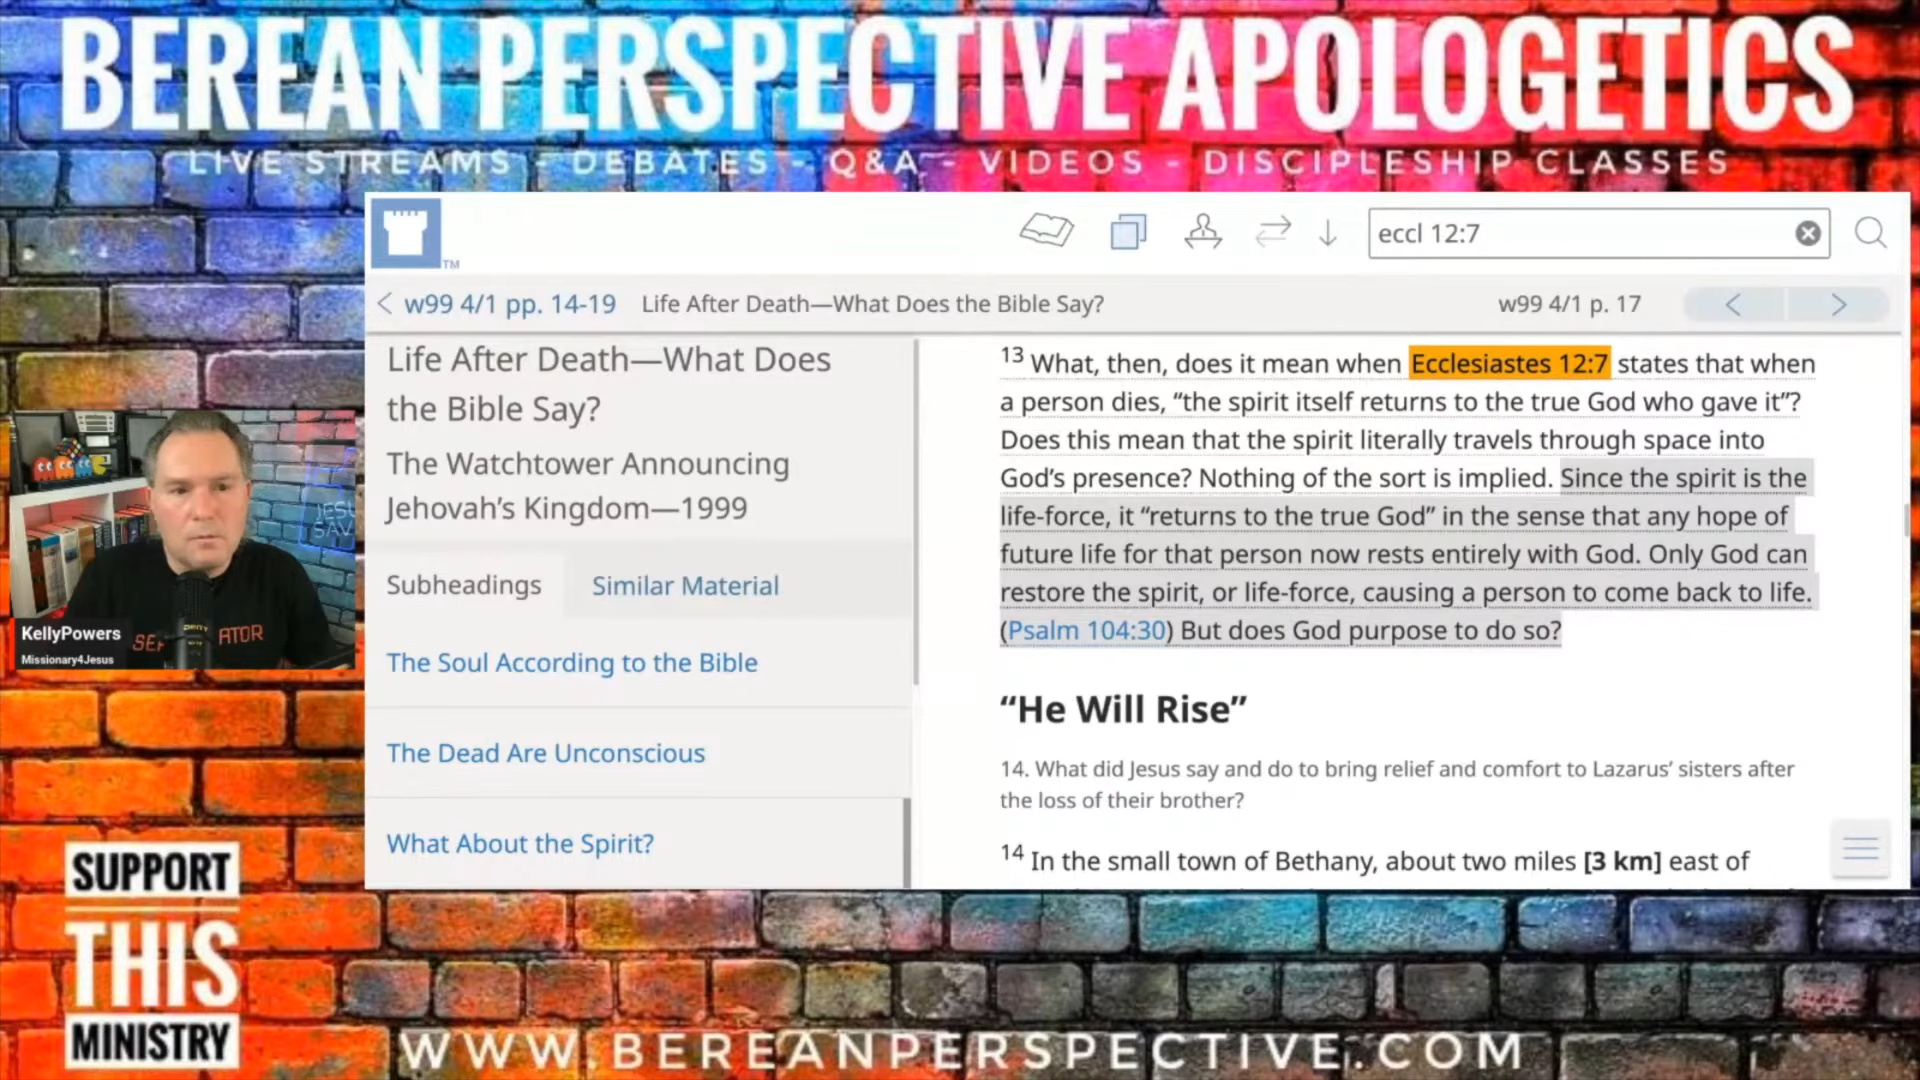 BEREAN PERSPECTIVE APOLOGETICS
LIVE STREAMS - DEBATES - Q&A - VIDEOS - DISCIPLESHIP CLASSES
TM
eccl 12:7
w99 4/1 pp. 14-19 Life After Death—What Does the Bible Say? w99 4/1 p. 17
Life After Death—What Does
the Bible Say?
The Watchtower Announcing
Jehovah's Kingdom—1999
Subheadings Similar Material
The Soul According to the Bible
The Dead Are Unconscious
What About the Spirit?
13 What, then, does it mean when Ecclesiastes 12:7 states that when
a person dies, “the spirit itself returns to the true God who gave it”?
Does this mean that the spirit literally travels through space into
God’s presence? Nothing of the sort is implied. Since the spirit is the
life-force, it “returns to the true God” in the sense that any hope of
future life for that person now rests entirely with God. Only God can
restore the spirit, or life-force, causing a person to come back to life.
(Psalm 104:30) But does God purpose to do so?
“He Will Rise”
14. What did Jesus say and do to bring relief and comfort to Lazarus’ sisters after
the loss of their brother?
14 In the small town of Bethany, about two miles [3 km] east of
JESU
SAV
ATOR
KellyPowers
Missionary4Jesus
SUPPORT
THIS
MINISTRY
WWW.BEREANPERSPECTIVE.COM